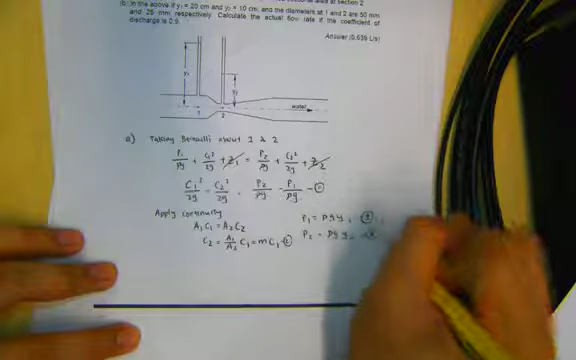 (b) In the above if y₁ = 20 cm and y₂ = 10 cm, and the diameters at 1 and 2 are 50 mm
and 25 mm respectively. Calculate the actual flow rate if the coefficient of
discharge is 0.9.
Answer (0.639 L/s)
y₁
y₂
1
2
water
a) Taking Bernoulli about 1 & 2
P₁/ρg + C₁²/2g + Z₁ = P₂/ρg + C₂²/2g + Z₂
C₁²/2g - C₂²/2g = P₂/ρg - P₁/ρg
Apply continuity
A₁C₁ = A₂C₂
C₂ = A₁/A₂ C₁ = mC₁
P₁ = ρgy₁
P₂ = ρgy₂